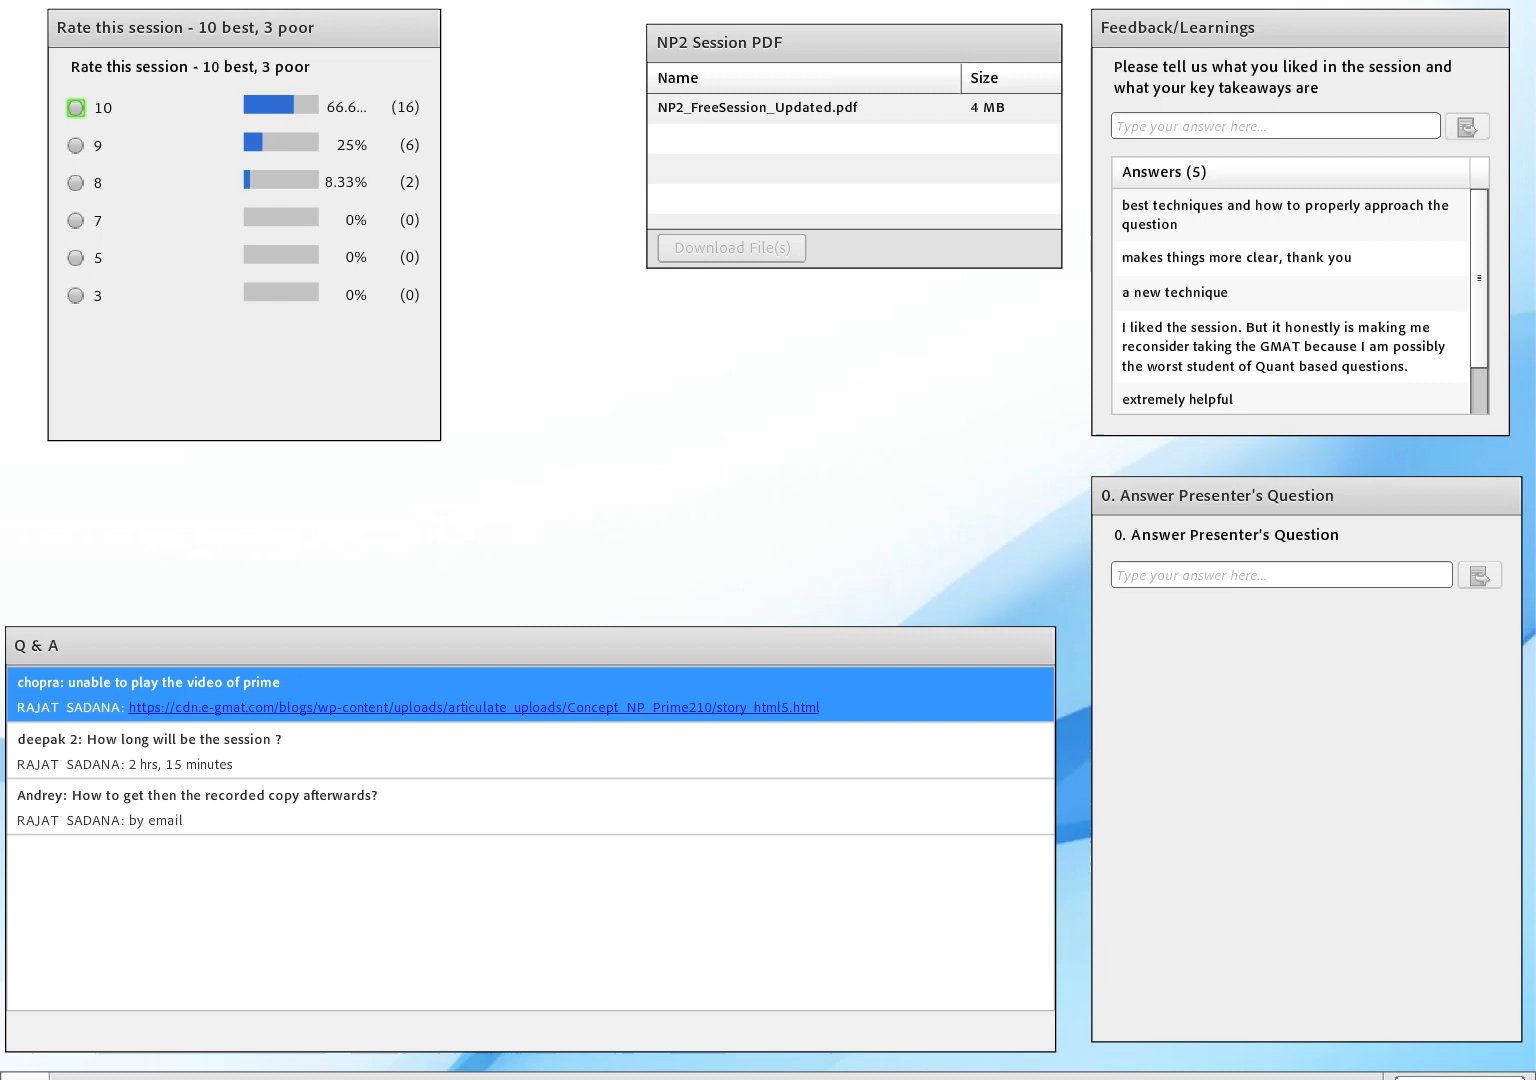 Rate this session - 10 best, 3 poor
Rate this session - 10 best, 3 poor
10 66.6... (16)
9 25% (6)
8 8.33% (2)
7 0% (0)
5 0% (0)
3 0% (0)
NP2 Session PDF
Name Size
NP2_FreeSession_Updated.pdf 4 MB
Download File(s)
Feedback/Learnings
Please tell us what you liked in the session and
what your key takeaways are
Type your answer here...
Answers (5)
best techniques and how to properly approach the
question
makes things more clear, thank you
a new technique
I liked the session. But it honestly is making me
reconsider taking the GMAT because I am possibly
the worst student of Quant based questions.
extremely helpful
0. Answer Presenter's Question
0. Answer Presenter's Question
Type your answer here...
Q & A
chopra: unable to play the video of prime
RAJAT SADANA: https://cdn.e-gmat.com/blogs/wp-content/uploads/articulate_uploads/Concept_NP_Prime210/story_html5.html
deepak 2: How long will be the session ?
RAJAT SADANA: 2 hrs, 15 minutes
Andrey: How to get then the recorded copy afterwards?
RAJAT SADANA: by email